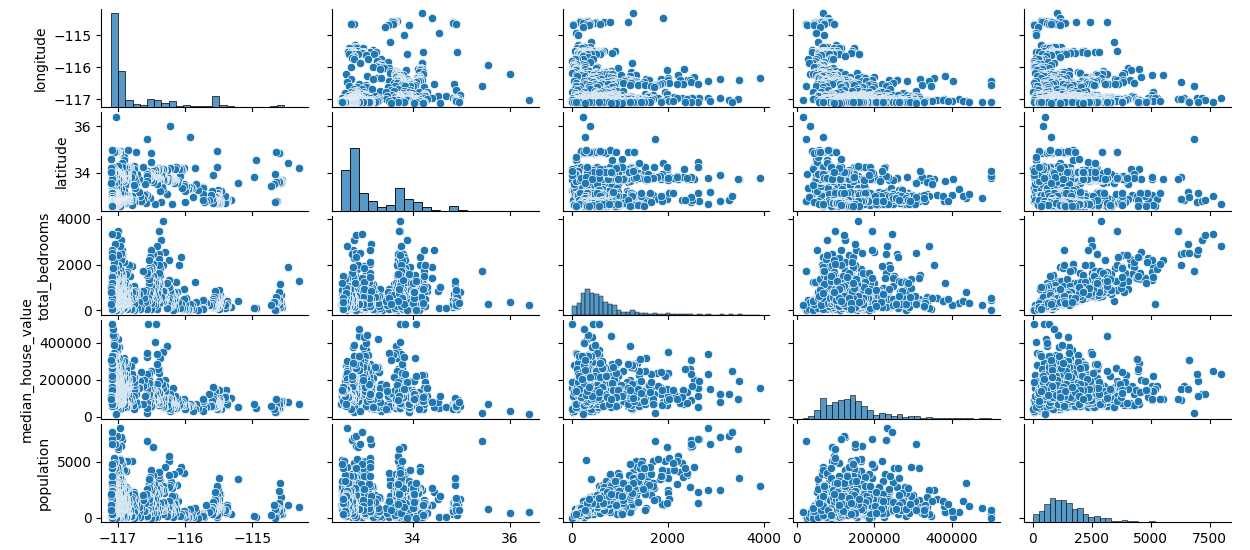 longitude
−115
−116
−117
latitude
36
34
total_bedrooms
4000
2000
0
median_house_value
400000
200000
0
population
5000
0
−117 −116 −115 34 36 0 2000 4000 0 200000 400000 0 2500 5000 7500